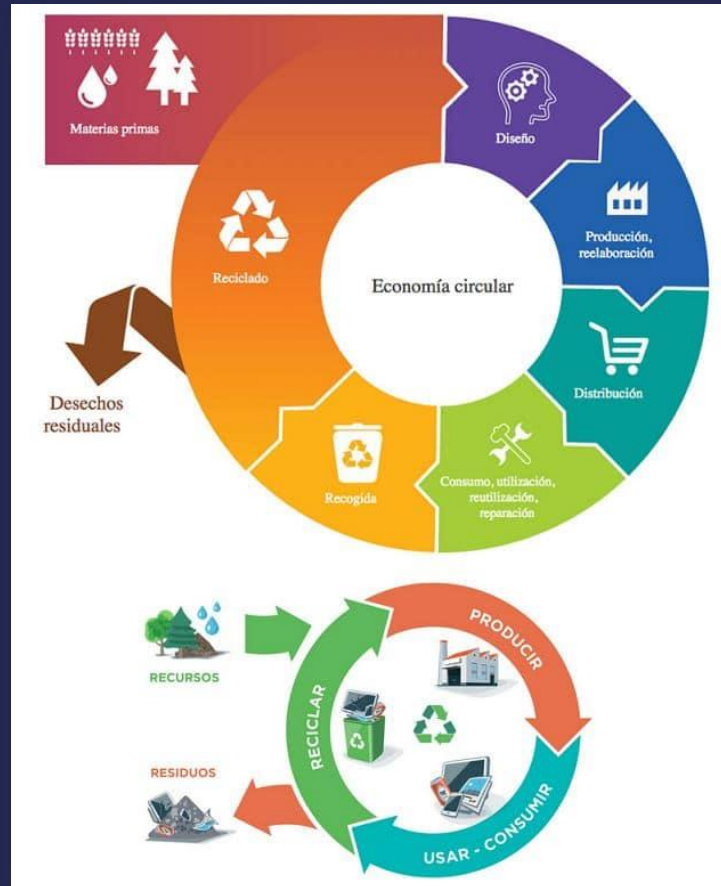 Materias primas
Diseño
Producción,
reelaboración
Reciclado
Economía circular
Distribución
Desechos
residuales
Recogida
Consumo, utilización,
reutilización,
reparación
RECURSOS
PRODUCIR
RECICLAR
RESIDUOS
USAR - CONSUMIR